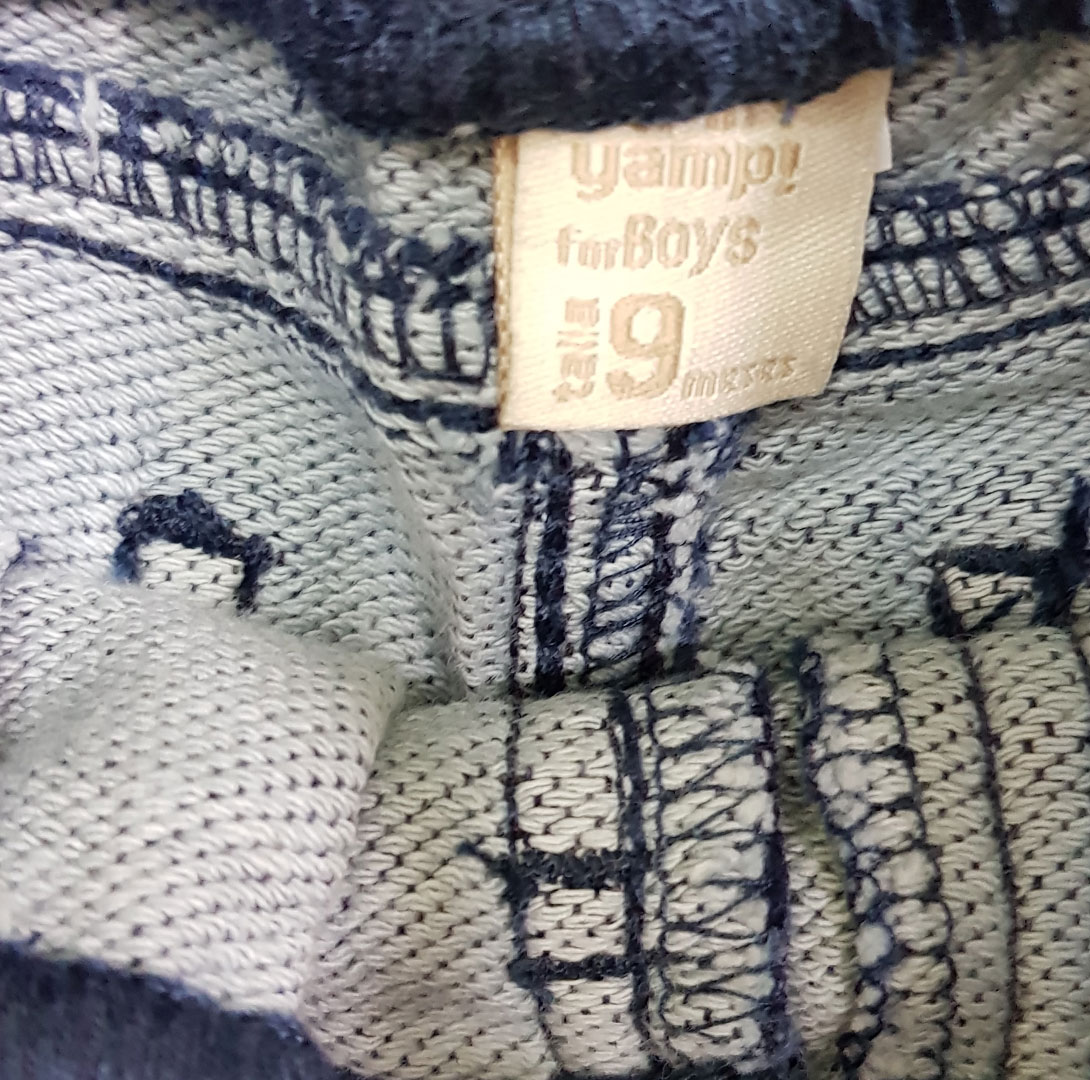 yamp!
for Boys
talla 9 meses